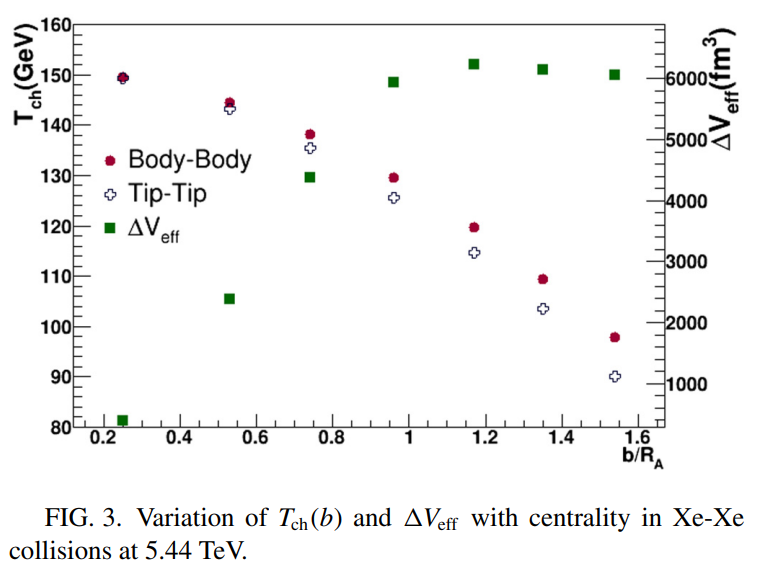 160
150
140
130
120
110
100
90
80
T_ch(GeV)
Body-Body
Tip-Tip
ΔV_eff
0.2 0.4 0.6 0.8 1 1.2 1.4 1.6
b/R_A
6000
5000
4000
3000
2000
1000
ΔV_eff(fm³)
FIG. 3. Variation of T_ch(b) and ΔV_eff with centrality in Xe-Xe
collisions at 5.44 TeV.